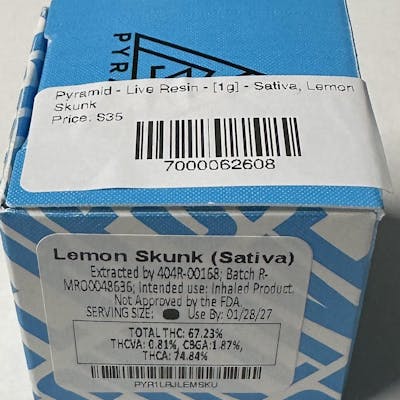 PYR
Pyramid - Live Resin - [1g] - Sativa, Lemon
Skunk
Price: $35
7000062608
Lemon Skunk (Sativa)
Extracted by 404R-00168; Batch R-
MR00048636; Intended use: Inhaled Product.
Not Approved by the FDA.
SERVING SIZE: Use By: 01/28/27
TOTAL THC: 67.23%
THCVA: 0.81%, CBGA:1.87%,
THCA: 74.84%
PYR1LRJLEMSKU